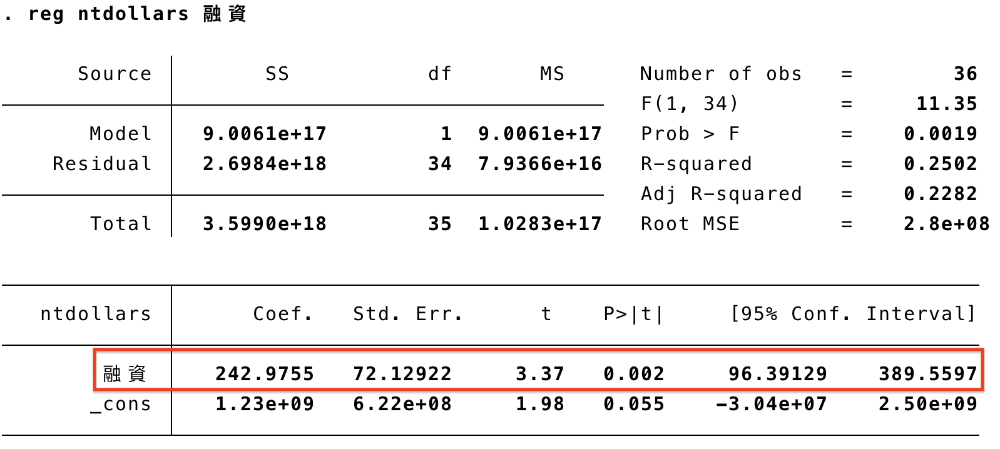 . reg ntdollars 融資
Source SS df MS Number of obs = 36
F(1, 34) = 11.35
Model 9.0061e+17 1 9.0061e+17 Prob > F = 0.0019
Residual 2.6984e+18 34 7.9366e+16 R-squared = 0.2502
Adj R-squared = 0.2282
Total 3.5990e+18 35 1.0283e+17 Root MSE = 2.8e+08
ntdollars Coef. Std. Err. t P>|t| [95% Conf. Interval]
融資 242.9755 72.12922 3.37 0.002 96.39129 389.5597
_cons 1.23e+09 6.22e+08 1.98 0.055 -3.04e+07 2.50e+09